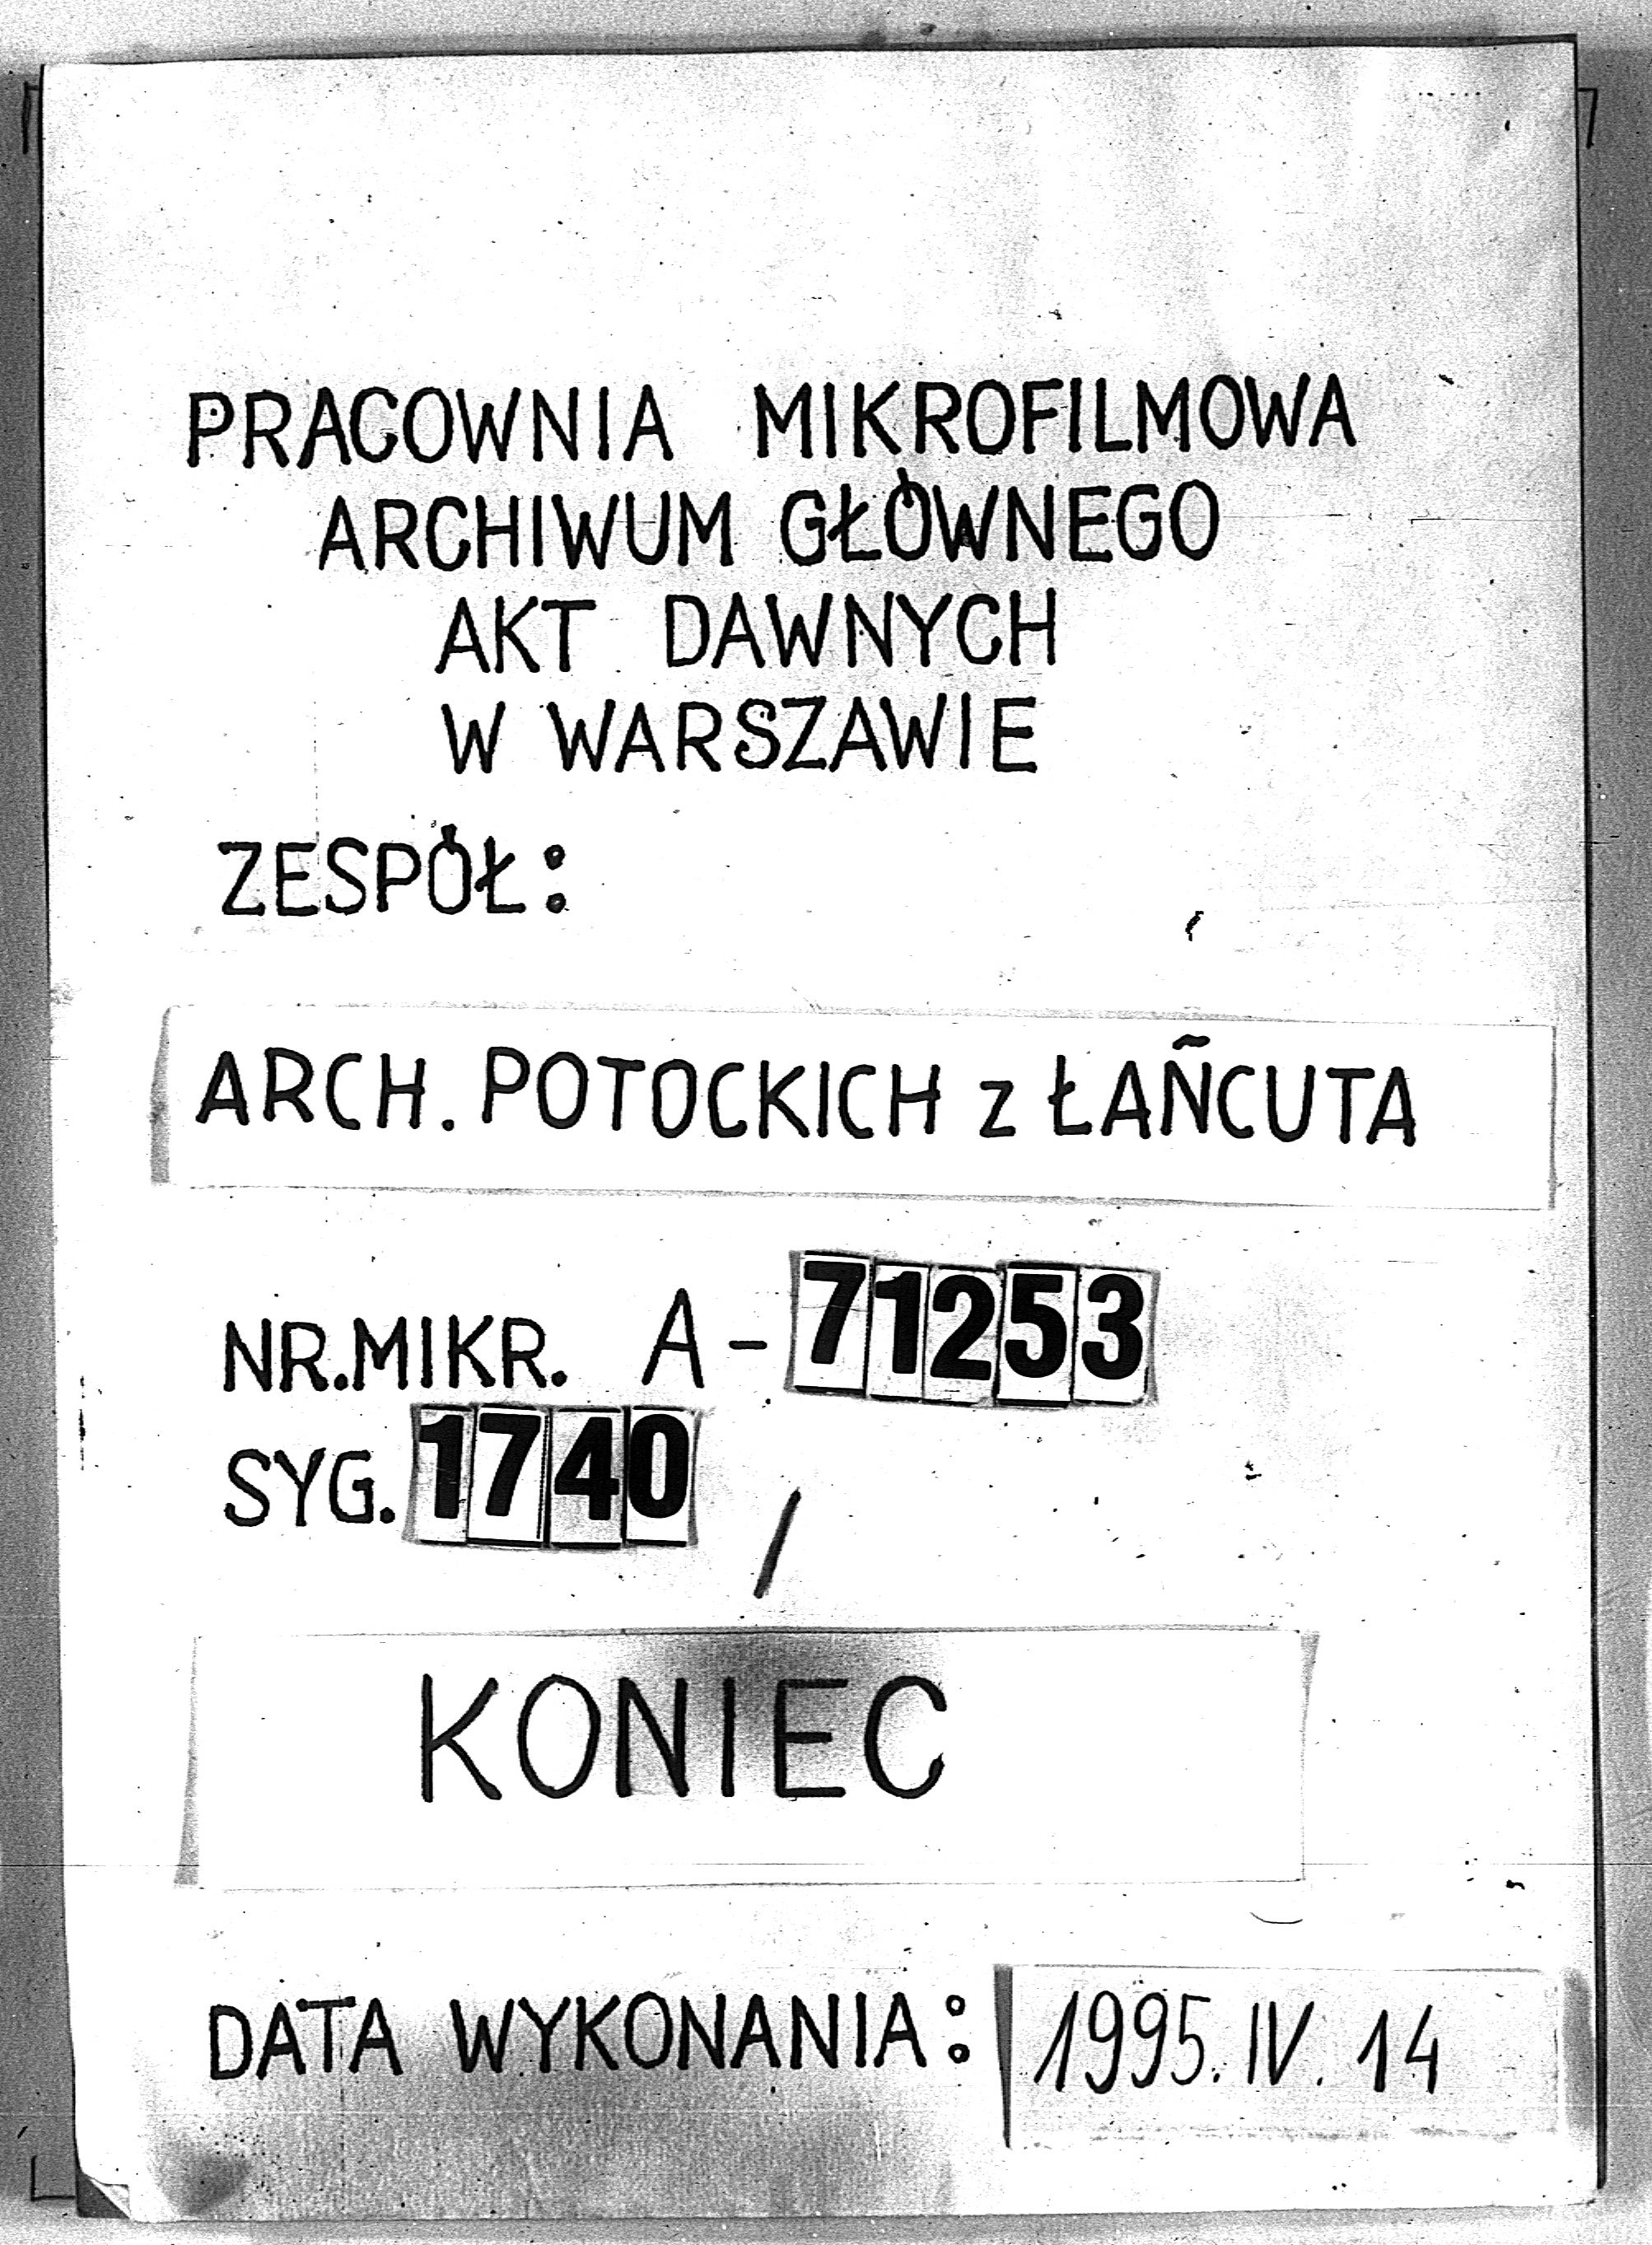 PRACOWNIA MIKROFILMOWA
ARCHIWUM GŁÓWNEGO
AKT DAWNYCH
W WARSZAWIE
ZESPÓŁ:
ARCH. POTOCKICH z ŁAÑCUTA
NR.MIKR. A-71253
SYG. 1740 /
KONIEC
DATA WYKONANIA: 1995.IV.14